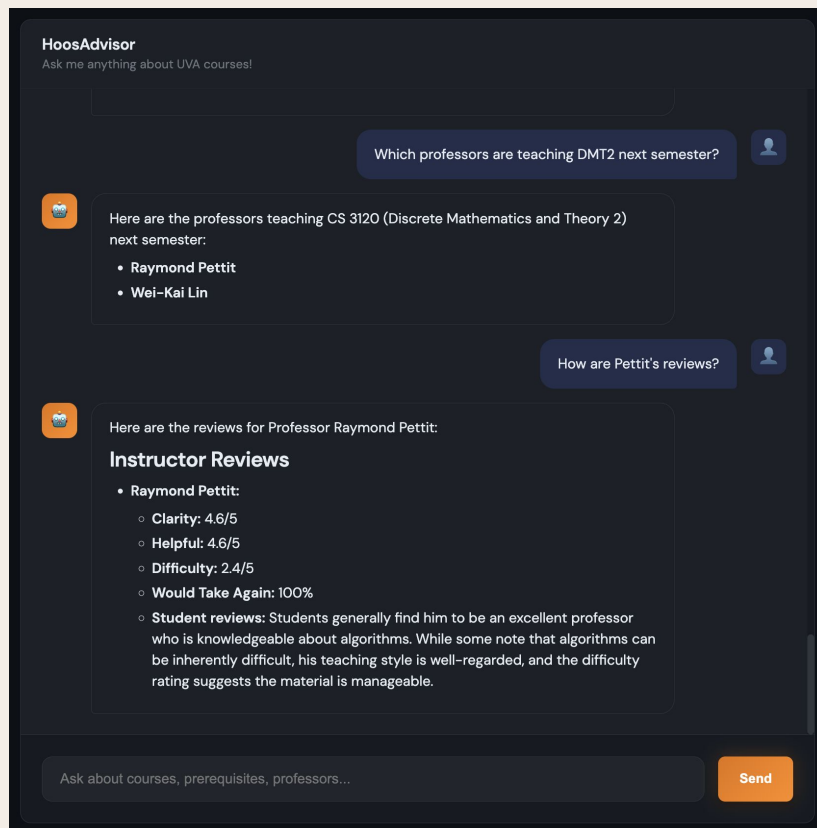 HoosAdvisor
Ask me anything about UVA courses!
Which professors are teaching DMT2 next semester?
Here are the professors teaching CS 3120 (Discrete Mathematics and Theory 2)
next semester:
• Raymond Pettit
• Wei-Kai Lin
How are Pettit's reviews?
Here are the reviews for Professor Raymond Pettit:
Instructor Reviews
• Raymond Pettit:
○ Clarity: 4.6/5
○ Helpful: 4.6/5
○ Difficulty: 2.4/5
○ Would Take Again: 100%
○ Student reviews: Students generally find him to be an excellent professor
who is knowledgeable about algorithms. While some note that algorithms can
be inherently difficult, his teaching style is well-regarded, and the difficulty
rating suggests the material is manageable.
Ask about courses, prerequisites, professors...
Send